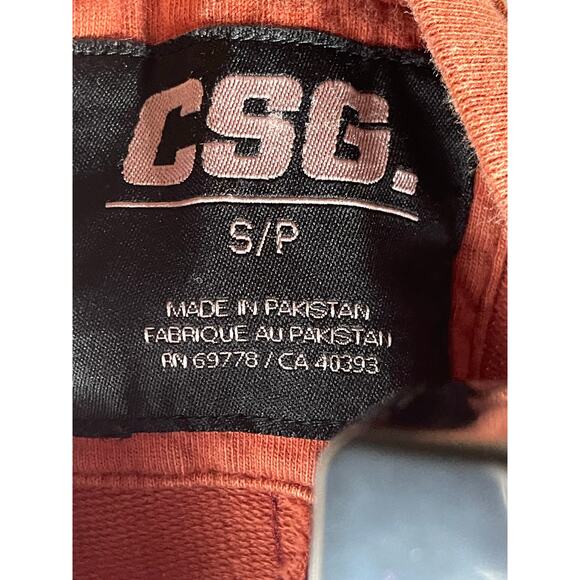 CSG.
S/P
MADE IN PAKISTAN
FABRIQUE AU PAKISTAN
RN 69778 / CA 40393